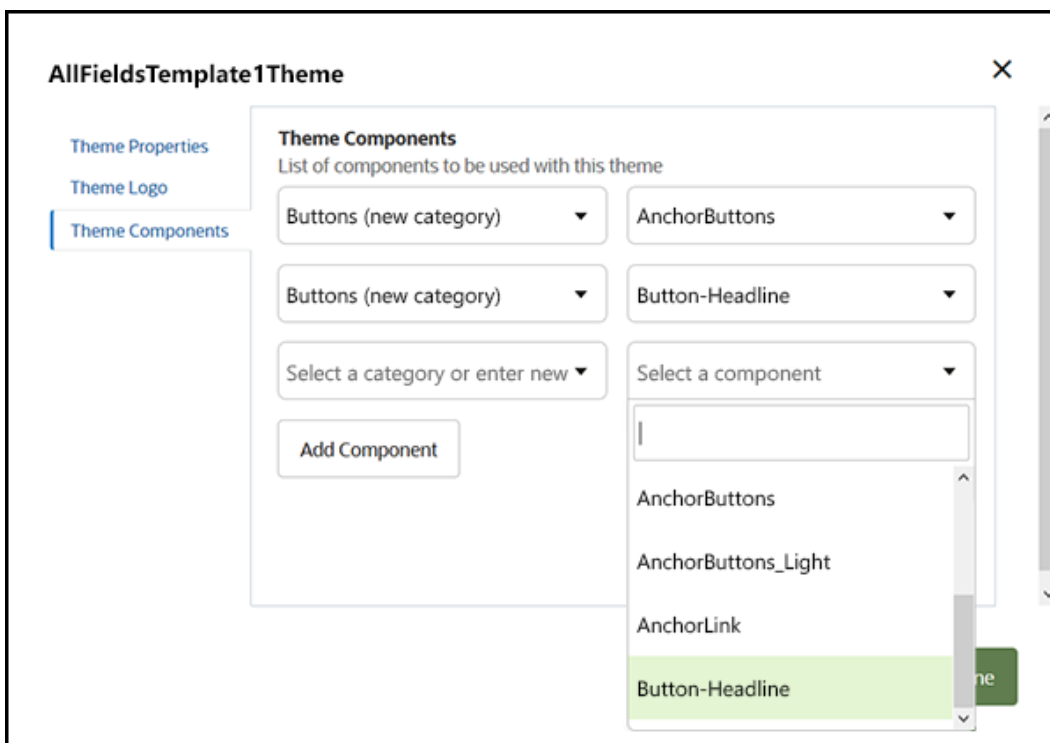 AllFieldsTemplate1Theme
Theme Properties
Theme Logo
Theme Components
Theme Components
List of components to be used with this theme
Buttons (new category)
AnchorButtons
Buttons (new category)
Button-Headline
Select a category or enter new
Select a component
Add Component
AnchorButtons
AnchorButtons_Light
AnchorLink
Button-Headline
ne